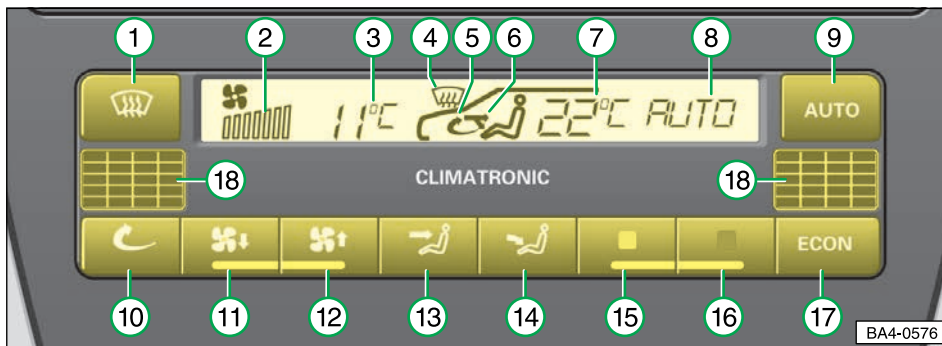 1 2 3 4 5 6 7 8 9
11°C 22°C AUTO AUTO
18 CLIMATRONIC 18
ECON
10 11 12 13 14 15 16 17
BA4-0576